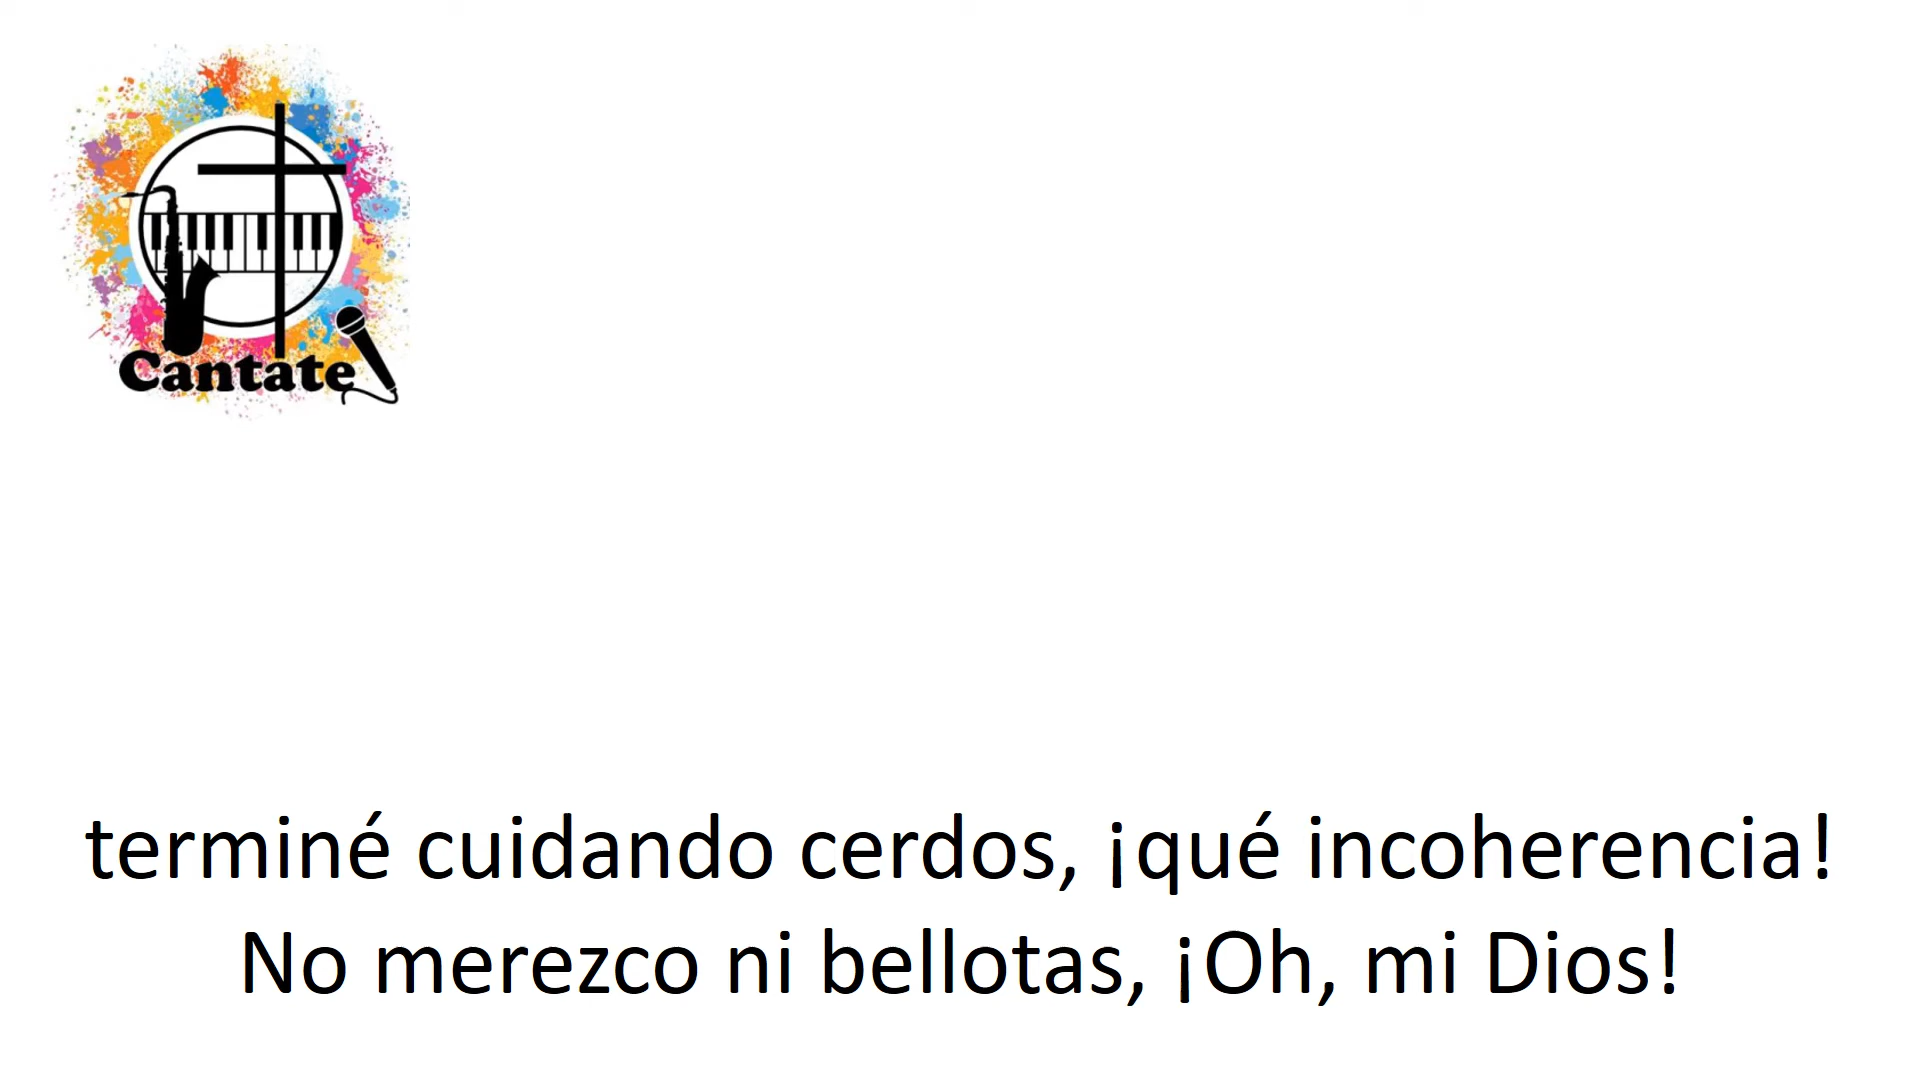 Cantate
terminé cuidando cerdos, ¡qué incoherencia!
No merezco ni bellotas, ¡Oh, mi Dios!